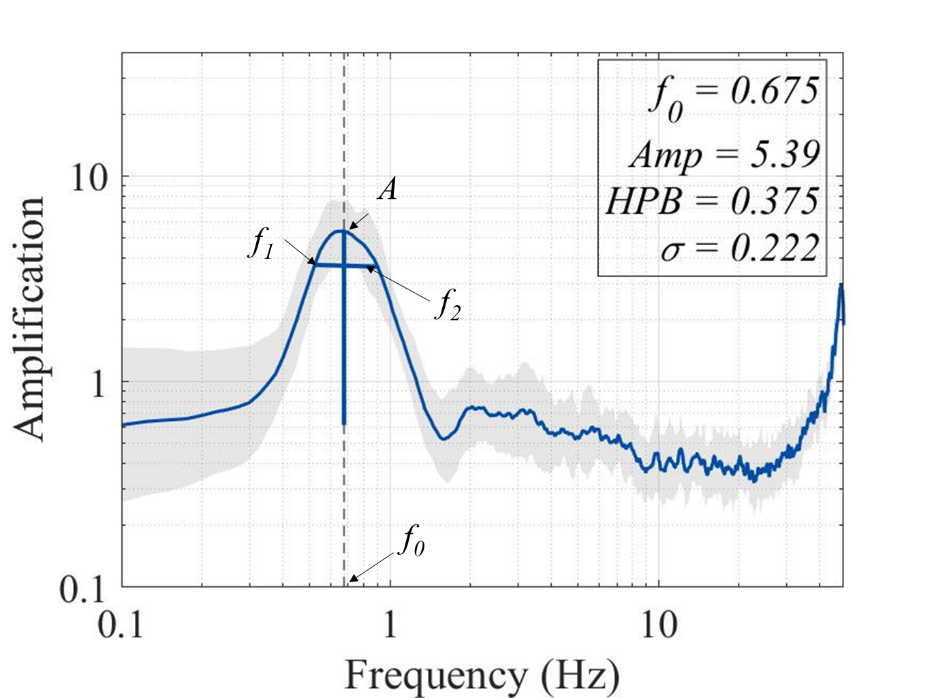 f0 = 0.675
Amp = 5.39
HPB = 0.375
σ = 0.222
A
f1
f2
f0
10
1
0.1
Amplification
0.1 1 10
Frequency (Hz)